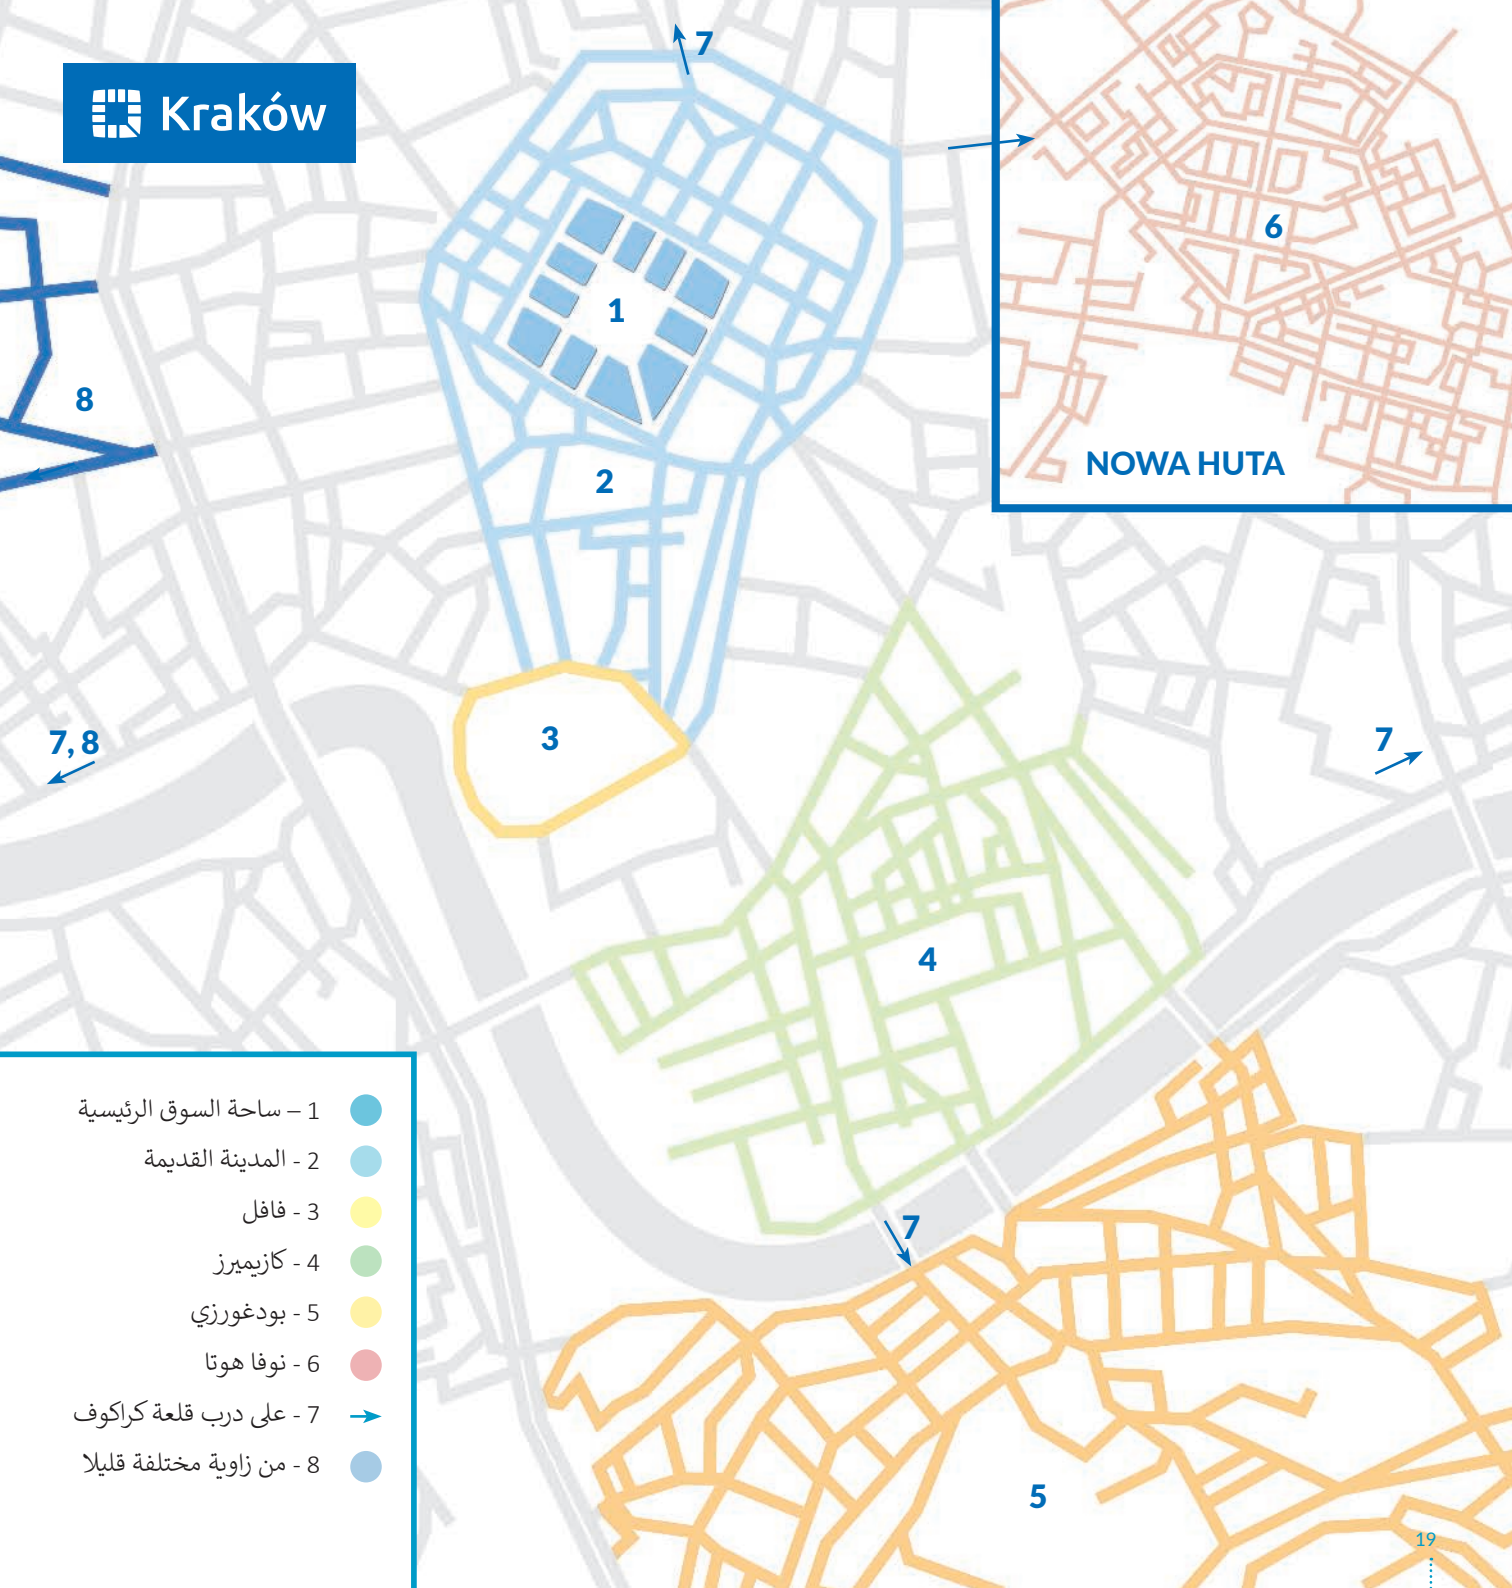 7
Kraków
6
1
8
NOWA HUTA
2
3
7, 8
7
4
7
1 – ساحة السوق الرئيسية
2 - المدينة القديمة
3 - فافل
4 - كازيميرز
5 - بودغورزي
6 - نوفا هوتا
7 - على درب قلعة كراكوف
8 - من زاوية مختلفة قليلا
5
19